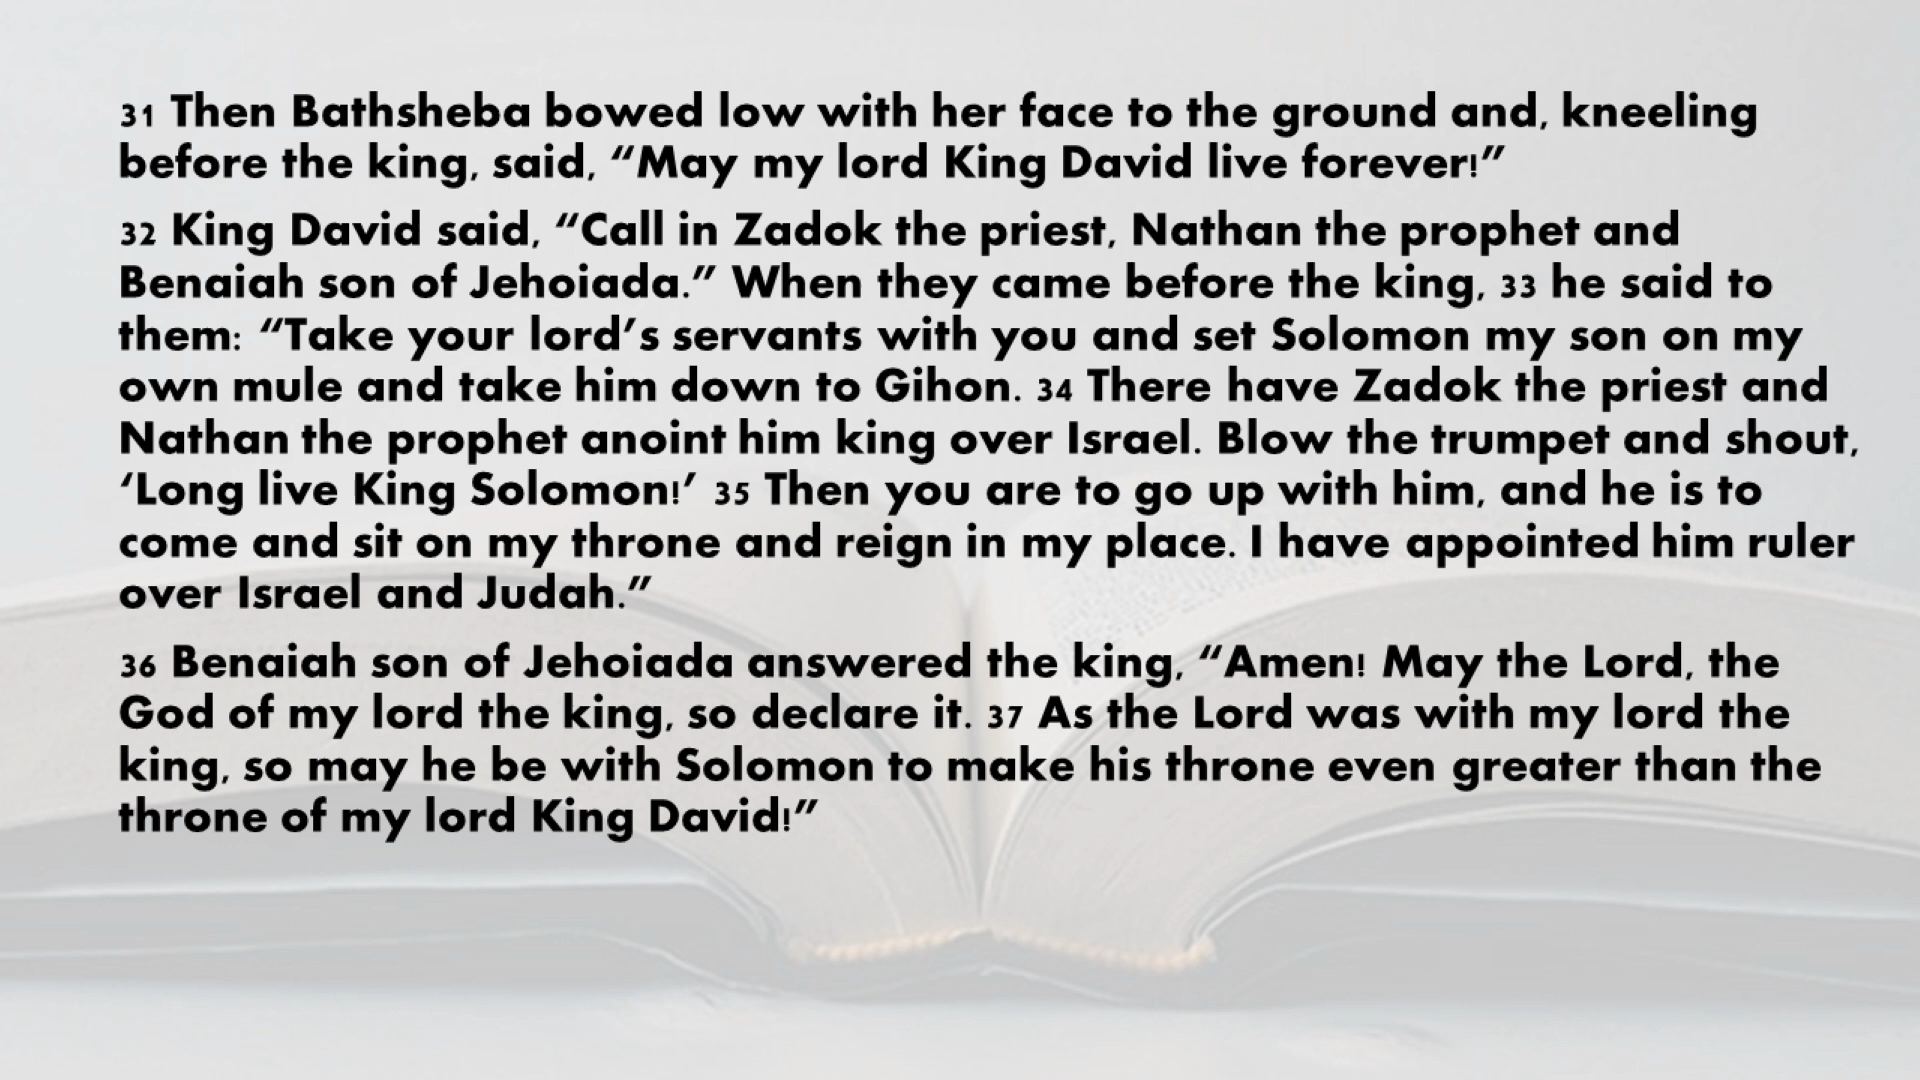 31 Then Bathsheba bowed low with her face to the ground and, kneeling
before the king, said, “May my lord King David live forever!”
32 King David said, “Call in Zadok the priest, Nathan the prophet and
Benaiah son of Jehoiada.” When they came before the king, 33 he said to
them: “Take your lord’s servants with you and set Solomon my son on my
own mule and take him down to Gihon. 34 There have Zadok the priest and
Nathan the prophet anoint him king over Israel. Blow the trumpet and shout,
‘Long live King Solomon!’ 35 Then you are to go up with him, and he is to
come and sit on my throne and reign in my place. I have appointed him ruler
over Israel and Judah.”
36 Benaiah son of Jehoiada answered the king, “Amen! May the Lord, the
God of my lord the king, so declare it. 37 As the Lord was with my lord the
king, so may he be with Solomon to make his throne even greater than the
throne of my lord King David!”